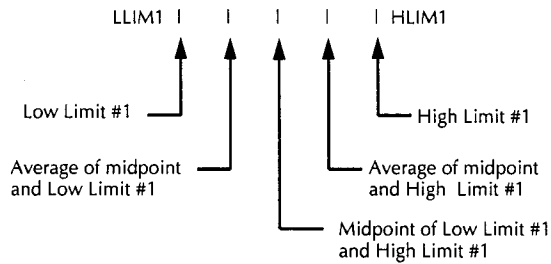 LLIM1 | | | | | HLIM1
Low Limit #1
High Limit #1
Average of midpoint
and Low Limit #1
Average of midpoint
and High Limit #1
Midpoint of Low Limit #1
and High Limit #1